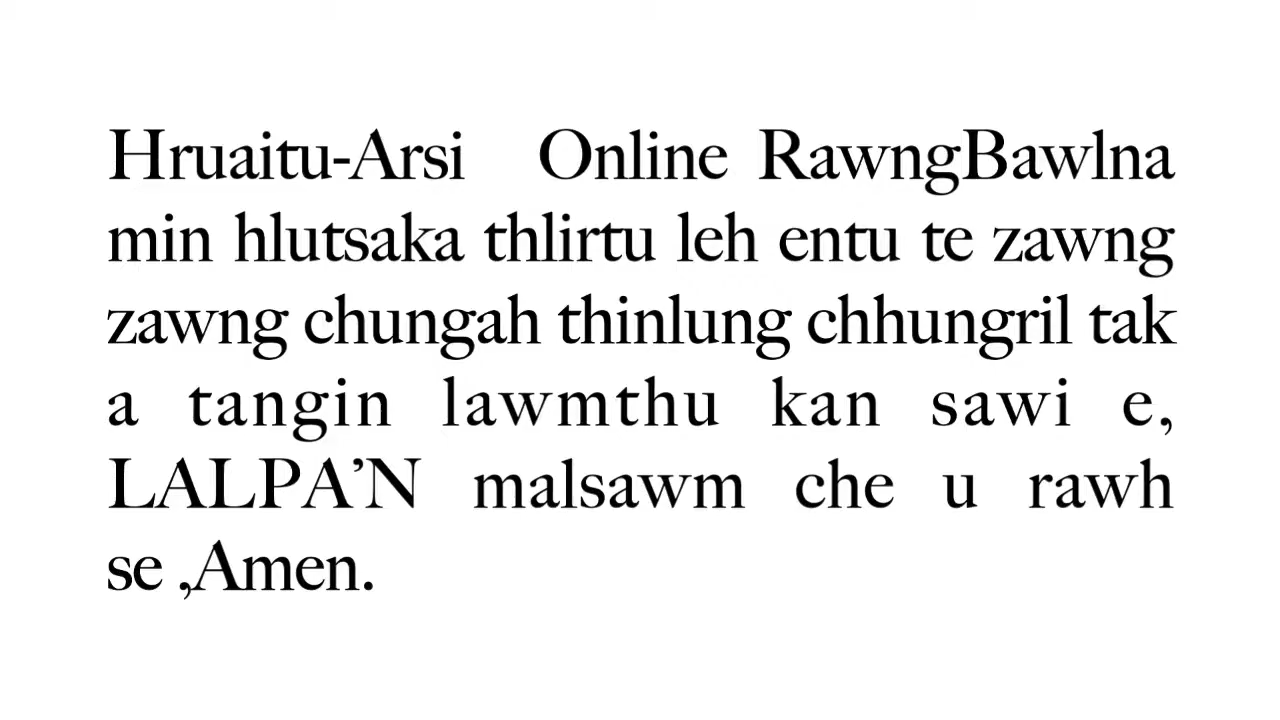 Hruaitu-Arsi Online RawngBawlna
min hlutsaka thlirtu leh entu te zawng
zawng chungah thinlung chhungril tak
a tangin lawmthu kan sawi e,
LALPA’N malsawm che u rawh
se ,Amen.